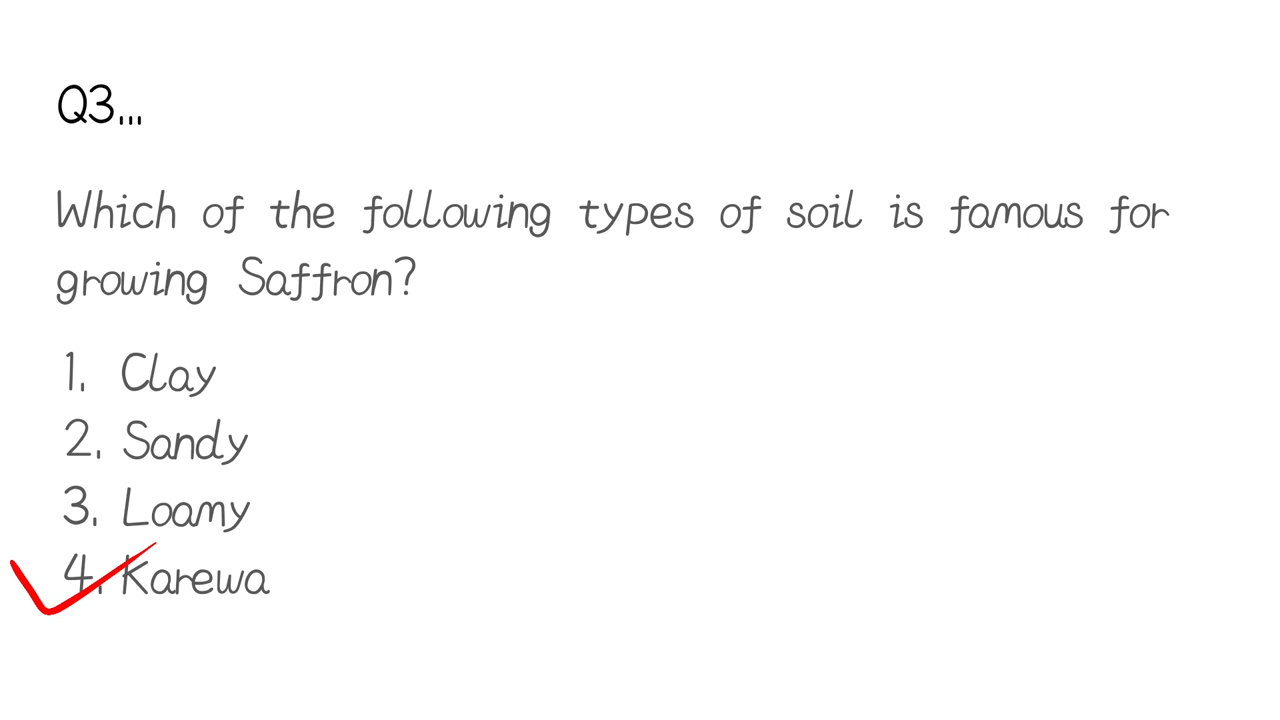 Q3...
Which of the following types of soil is famous for
growing Saffron?
1. Clay
2. Sandy
3. Loamy
4. Karewa